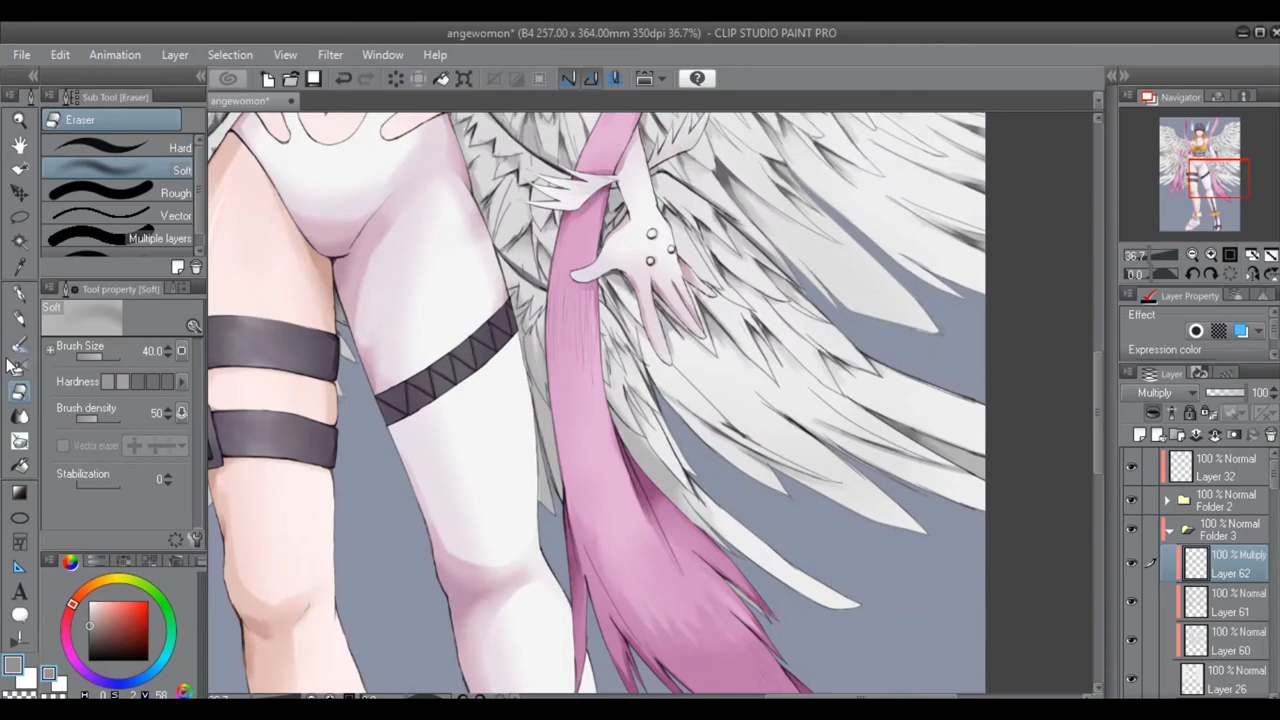 angewomon* (B4 257.00 x 364.00mm 350dpi 36.7%) - CLIP STUDIO PAINT PRO
File Edit Animation Layer Selection View Filter Window Help
Sub Tool [Eraser]
angewomon*
Navigator
Eraser
Hard
Soft
Rough
Vector
Multiple layers
36.7
0.0
Tool property [Soft]
Layer Property
Soft
Effect
Brush Size 40.0
Expression color
Hardness
Layer
Multiply 100
Brush density 50
Vector eraser
Stabilization 0
100 % Normal
Layer 32
100 % Normal
Folder 2
100 % Normal
Folder 3
100 % Multiply
Layer 62
100 % Normal
Layer 61
100 % Normal
Layer 60
100 % Normal
Layer 26
H 0 S 2 V 58